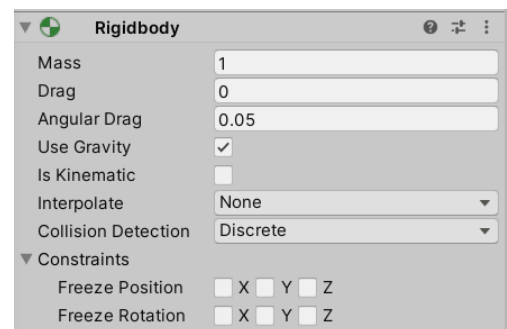 Rigidbody
Mass 1
Drag 0
Angular Drag 0.05
Use Gravity
Is Kinematic
Interpolate None
Collision Detection Discrete
Constraints
Freeze Position X Y Z
Freeze Rotation X Y Z